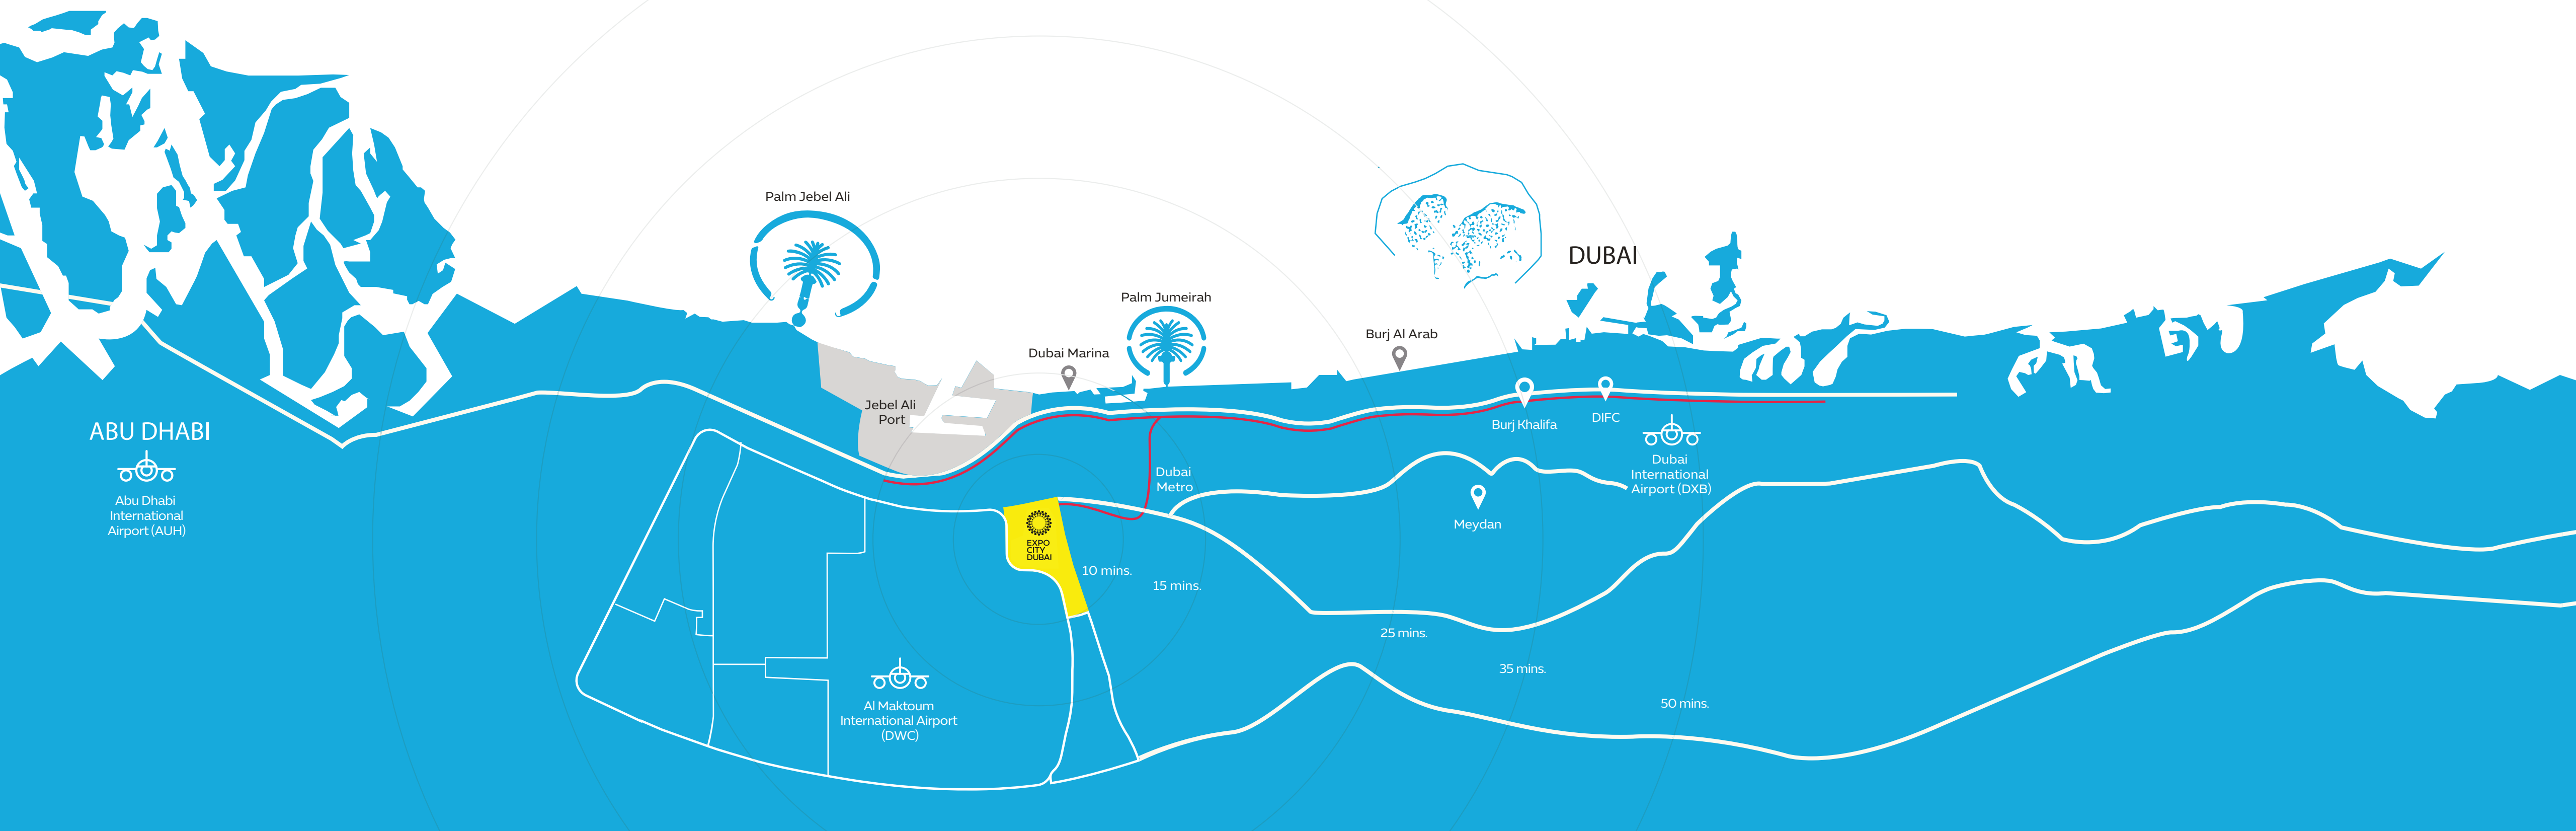 Palm Jebel Ali
DUBAI
Palm Jumeirah
Burj Al Arab
Dubai Marina
Jebel Ali
Port
ABU DHABI
Abu Dhabi
International
Airport (AUH)
Burj Khalifa
DIFC
Dubai
International
Airport (DXB)
Dubai
Metro
Meydan
EXPO
CITY
DUBAI
10 mins.
15 mins.
25 mins.
35 mins.
50 mins.
Al Maktoum
International Airport
(DWC)